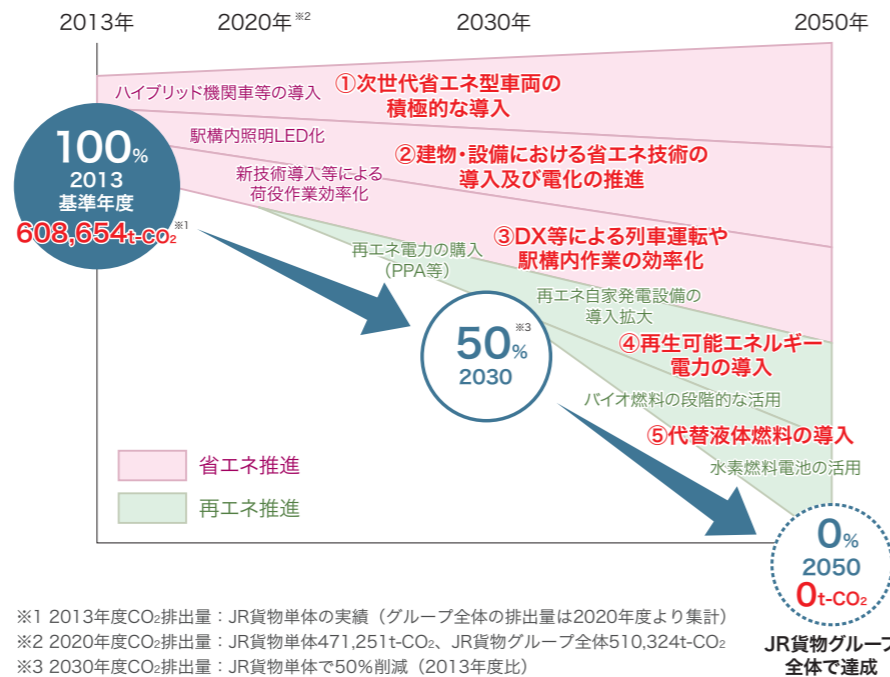 2013年
2020年※2
2030年
2050年
ハイブリッド機関車等の導入
①次世代省エネ型車両の
積極的な導入
駅構内照明LED化
②建物・設備における省エネ技術の
導入及び電化の推進
新技術導入等による
荷役作業効率化
100%
2013
基準年度
608,654t-CO₂※1
③DX等による列車運転や
駅構内作業の効率化
再エネ電力の購入
(PPA等)
再エネ自家発電設備の
導入拡大
50%※3
2030
④再生可能エネルギー
電力の導入
バイオ燃料の段階的な活用
⑤代替液体燃料の導入
水素燃料電池の活用
省エネ推進
再エネ推進
0%
2050
0t-CO₂
JR貨物グループ
全体で達成
※1 2013年度CO₂排出量：JR貨物単体の実績（グループ全体の排出量は2020年度より集計）
※2 2020年度CO₂排出量：JR貨物単体471,251t-CO₂、JR貨物グループ全体510,324t-CO₂
※3 2030年度CO₂排出量：JR貨物単体で50%削減（2013年度比）